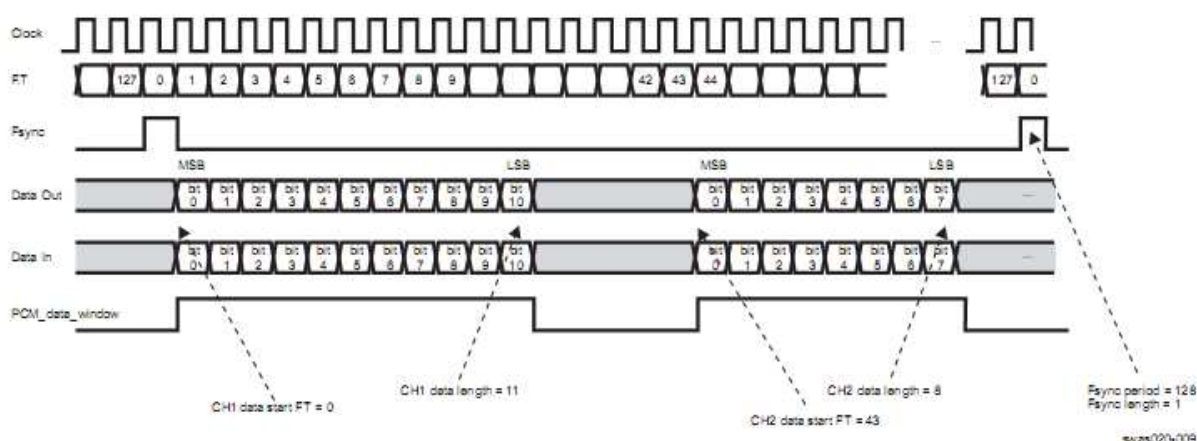 Clock
...
FT
127 0 1 2 3 4 5 6 7 8 9 42 43 44 127 0
Fsync
MSB LSB MSB LSB
Data Out
bit 0 bit 1 bit 2 bit 3 bit 4 bit 5 bit 6 bit 7 bit 8 bit 9 bit 10 bit 0 bit 1 bit 2 bit 3 bit 4 bit 5 bit 6 bit 7 ...
Data In
bit 0 bit 1 bit 2 bit 3 bit 4 bit 5 bit 6 bit 7 bit 8 bit 9 bit 10 bit 0 bit 1 bit 2 bit 3 bit 4 bit 5 bit 6 bit 7 ...
PCM_data_window
CH1 data start FT = 0
CH1 data length = 11
CH2 data start FT = 43
CH2 data length = 8
Fsync period = 128
Fsync length = 1
swas020-009